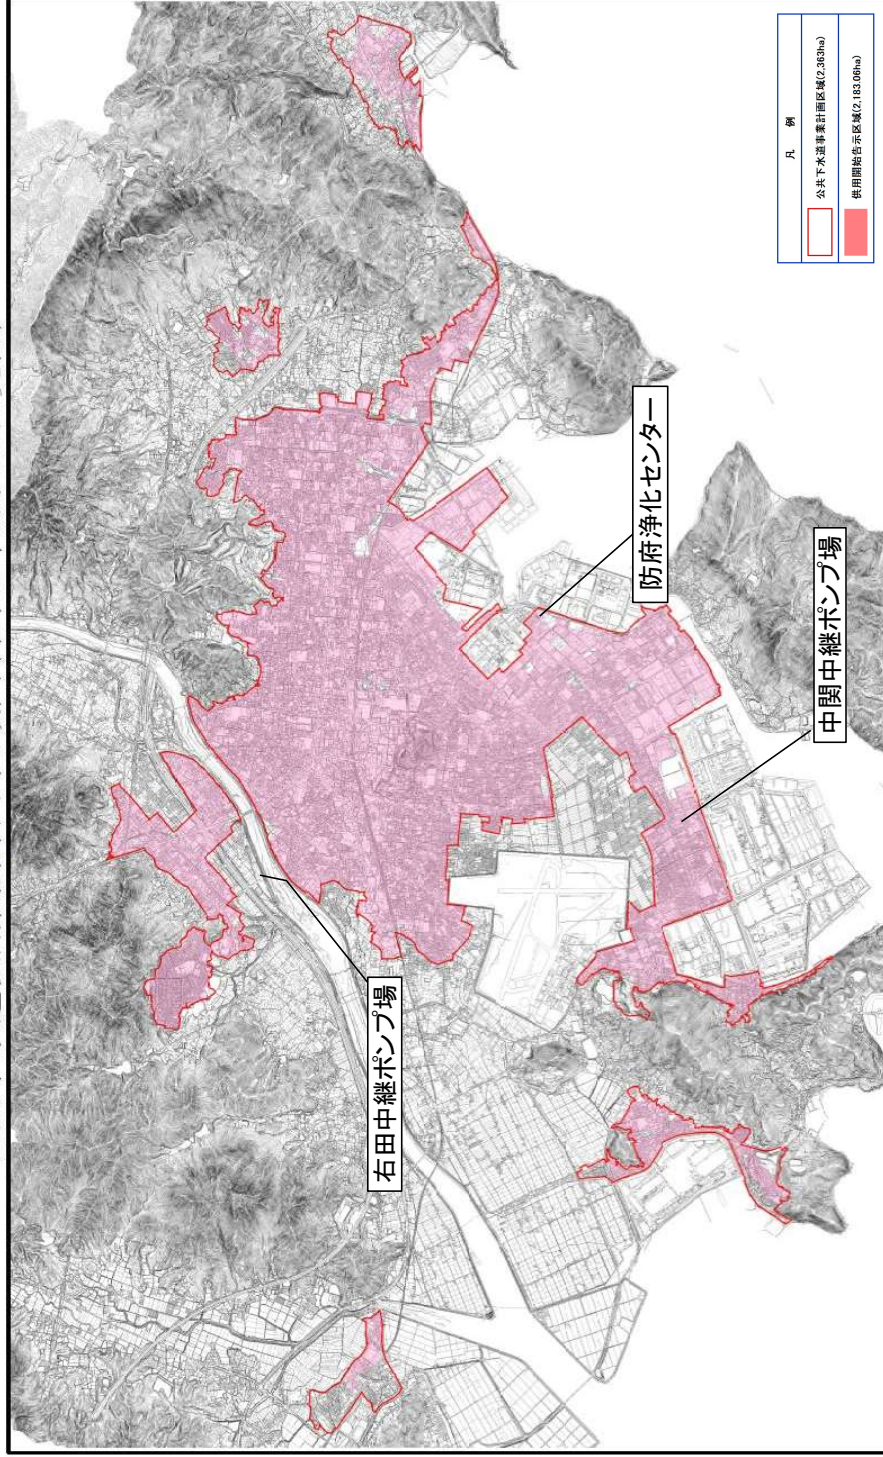 凡　例
公共下水道事業計画区域(2,363ha)
供用開始告示区域(2,183.06ha)
防府浄化センター
中関中継ポンプ場
右田中継ポンプ場